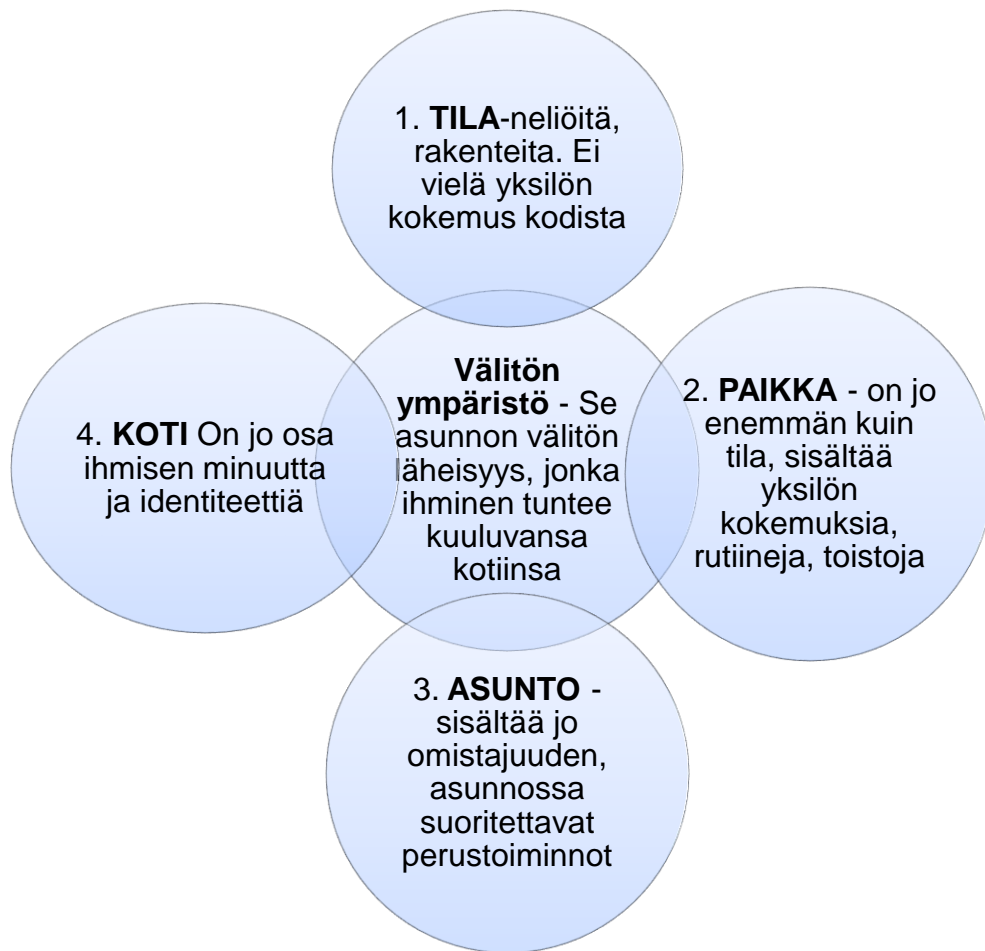 1. TILA-neliöitä,
rakenteita. Ei
vielä yksilön
kokemus kodista
Välitön
ympäristö - Se
asunnon välitön
läheisyys, jonka
ihminen tuntee
kuuluvansa
kotiinsa
2. PAIKKA - on jo
enemmän kuin
tila, sisältää
yksilön
kokemuksia,
rutiineja, toistoja
3. ASUNTO -
sisältää jo
omistajuuden,
asunnossa
suoritettavat
perustoiminnot
4. KOTI On jo osa
ihmisen minuutta
ja identiteettiä